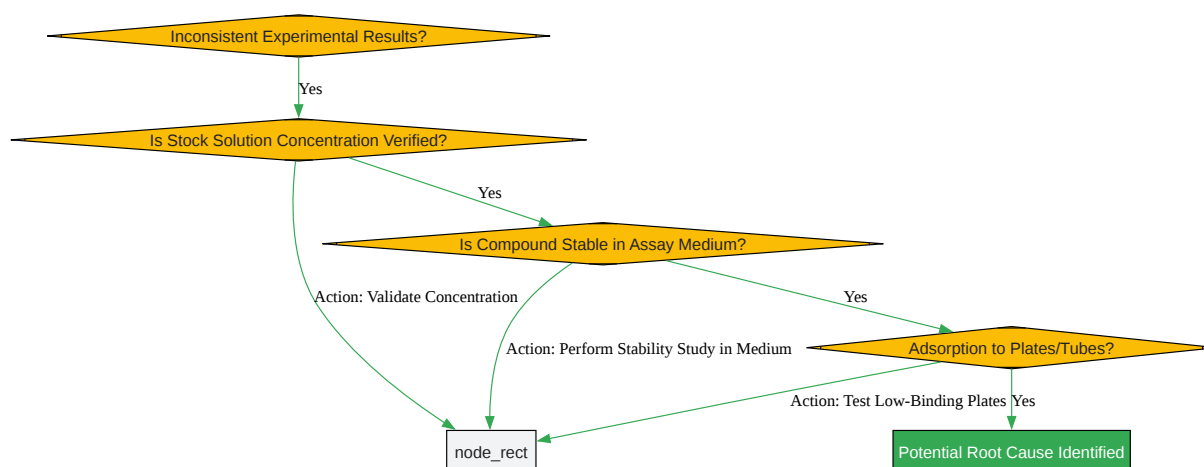 Inconsistent Experimental Results?
Yes
Is Stock Solution Concentration Verified?
Yes
Is Compound Stable in Assay Medium?
Action: Validate Concentration
Yes
Action: Perform Stability Study in Medium
Adsorption to Plates/Tubes?
Action: Test Low-Binding Plates
Yes
node_rect
Potential Root Cause Identified